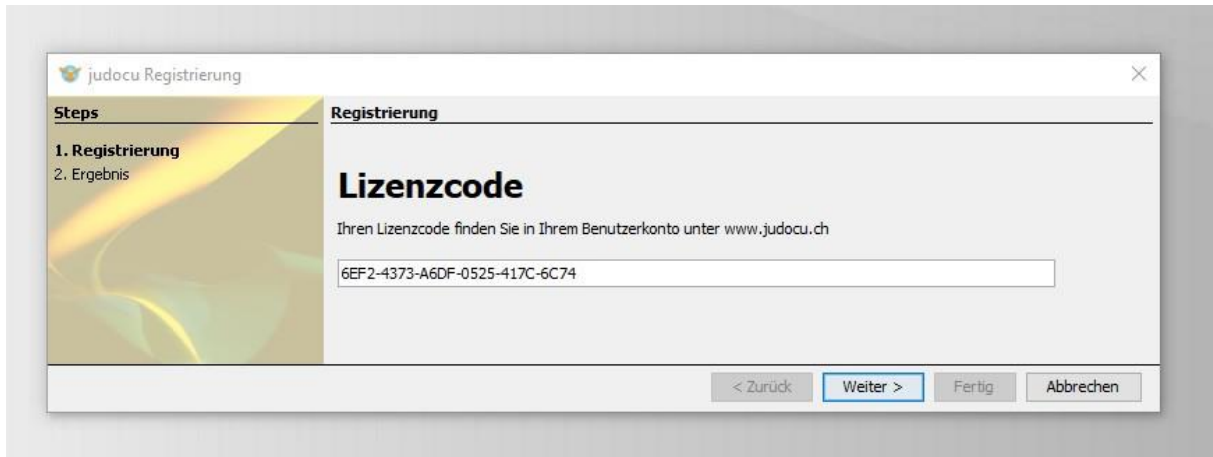 judocu Registrierung
Steps
1. Registrierung
2. Ergebnis
Registrierung
Lizenzcode
Ihren Lizenzcode finden Sie in Ihrem Benutzerkonto unter www.judocu.ch
6EF2-4373-A6DF-0525-417C-6C74
< Zurück
Weiter >
Fertig
Abbrechen